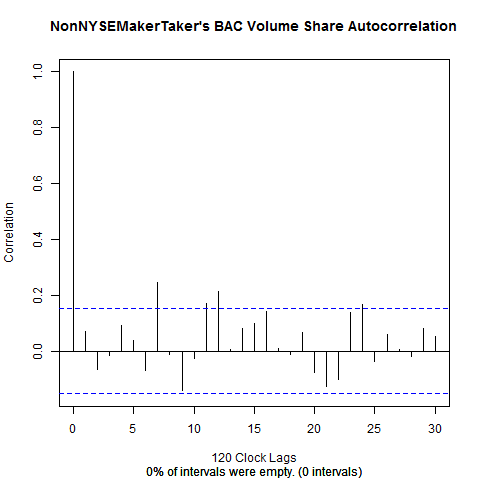 NonNYSEMakerTaker's BAC Volume Share Autocorrelation
Correlation
1.0
0.8
0.6
0.4
0.2
0.0
0 5 10 15 20 25 30
120 Clock Lags
0% of intervals were empty. (0 intervals)